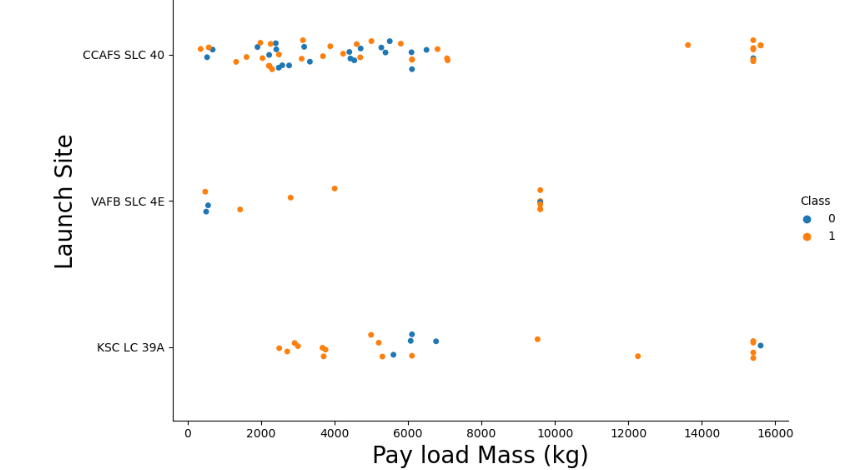 Launch Site
CCAFS SLC 40
VAFB SLC 4E
KSC LC 39A
0 2000 4000 6000 8000 10000 12000 14000 16000
Pay load Mass (kg)
Class
0
1